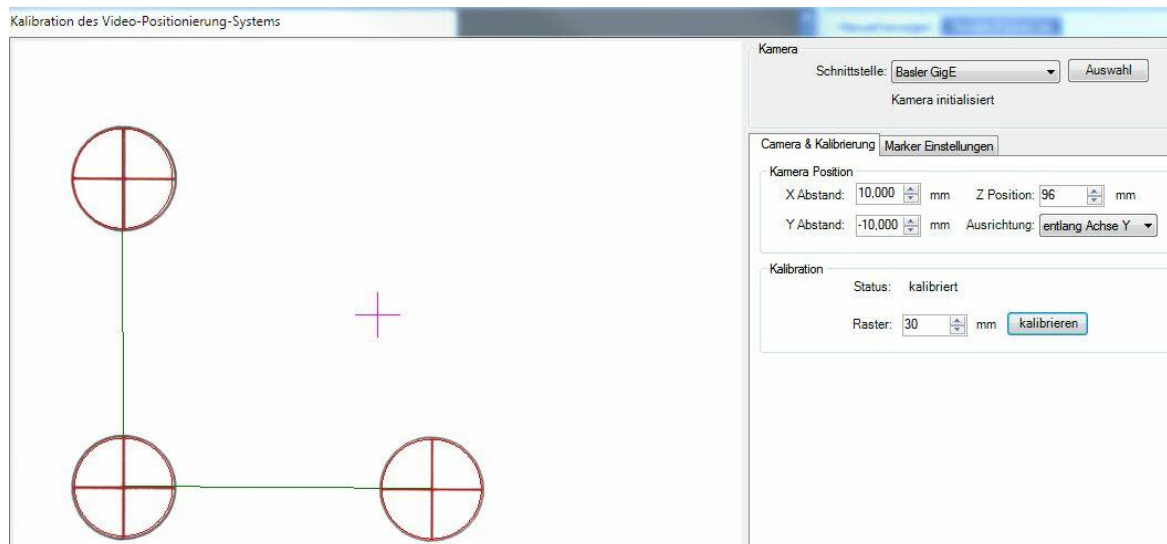 Kalibration des Video-Positionierung-Systems
Kamera
Schnittstelle: Basler GigE Auswahl
Kamera initialisiert
Camera & Kalibrierung Marker Einstellungen
Kamera Position
X Abstand: 10,000 mm Z Position: 96 mm
Y Abstand: -10,000 mm Ausrichtung: entlang Achse Y
Kalibration
Status: kalibriert
Raster: 30 mm kalibrieren